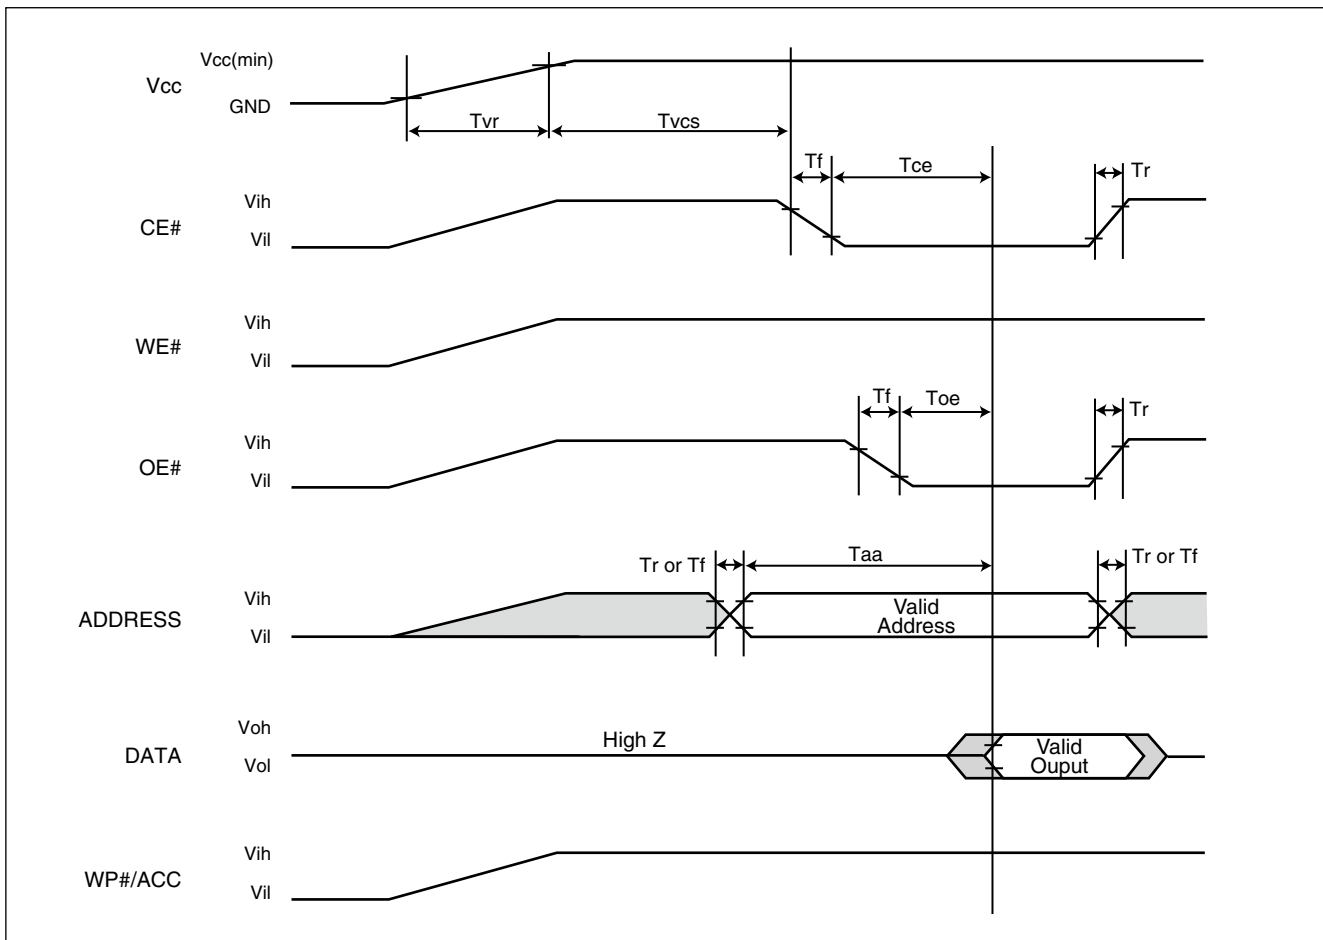 Vcc(min)
Vcc
GND
Tvr
Tvcs
Tf
Tce
Tr
Vih
CE#
Vil
Vih
WE#
Vil
Tf
Toe
Tr
Vih
OE#
Vil
Tr or Tf
Taa
Tr or Tf
Vih
ADDRESS
Vil
Valid
Address
Voh
DATA
Vol
High Z
Valid
Ouput
Vih
WP#/ACC
Vil